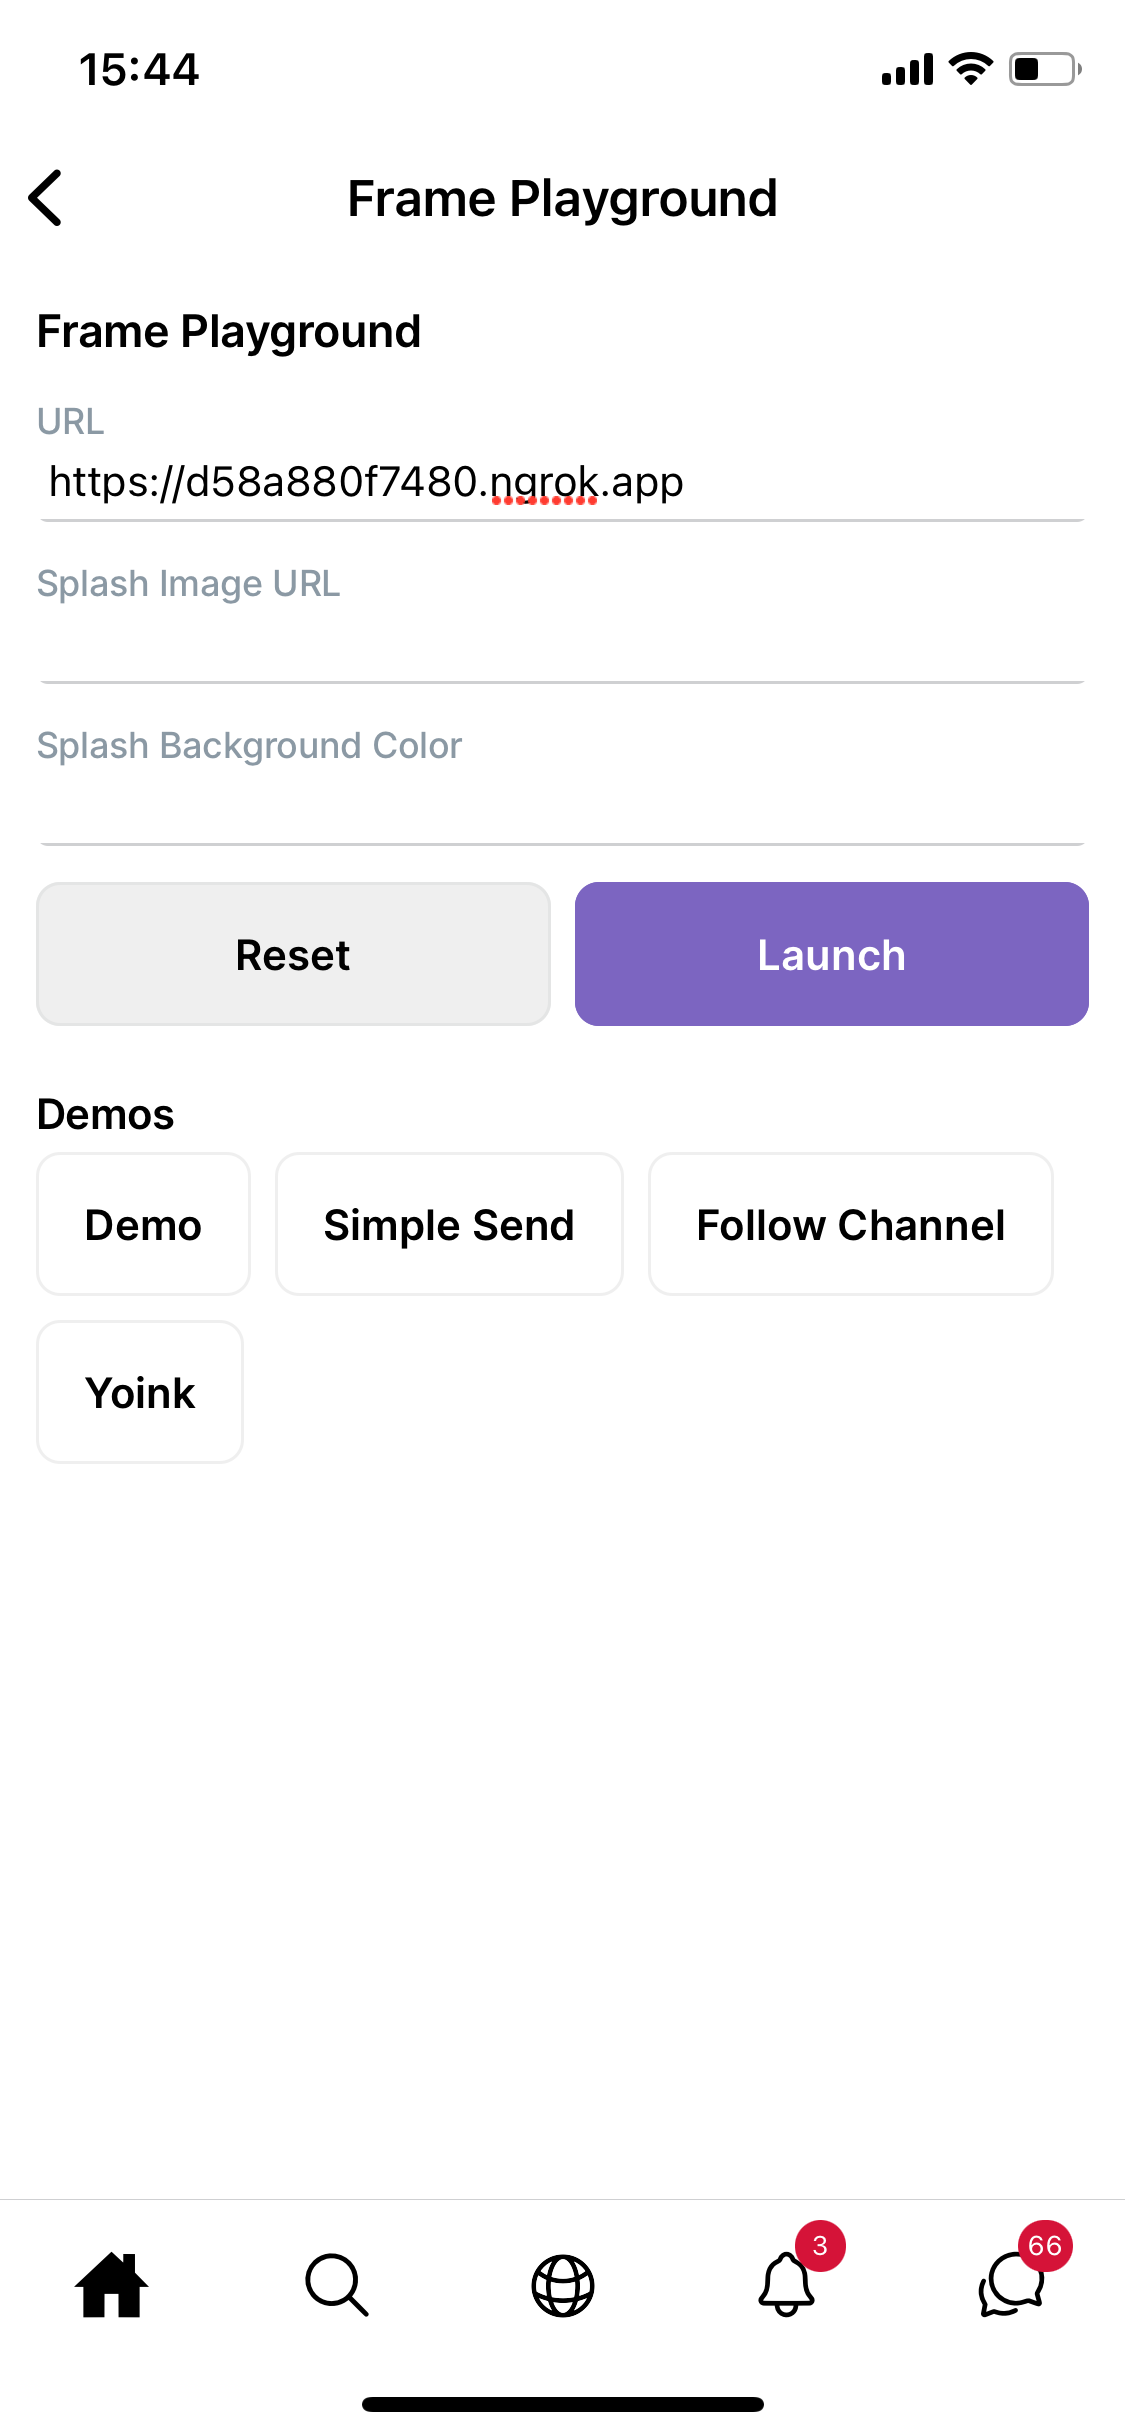 15:44
Frame Playground
Frame Playground
URL
https://d58a880f7480.ngrok.app
Splash Image URL
Splash Background Color
Reset
Launch
Demos
Demo
Simple Send
Follow Channel
Yoink
3
66